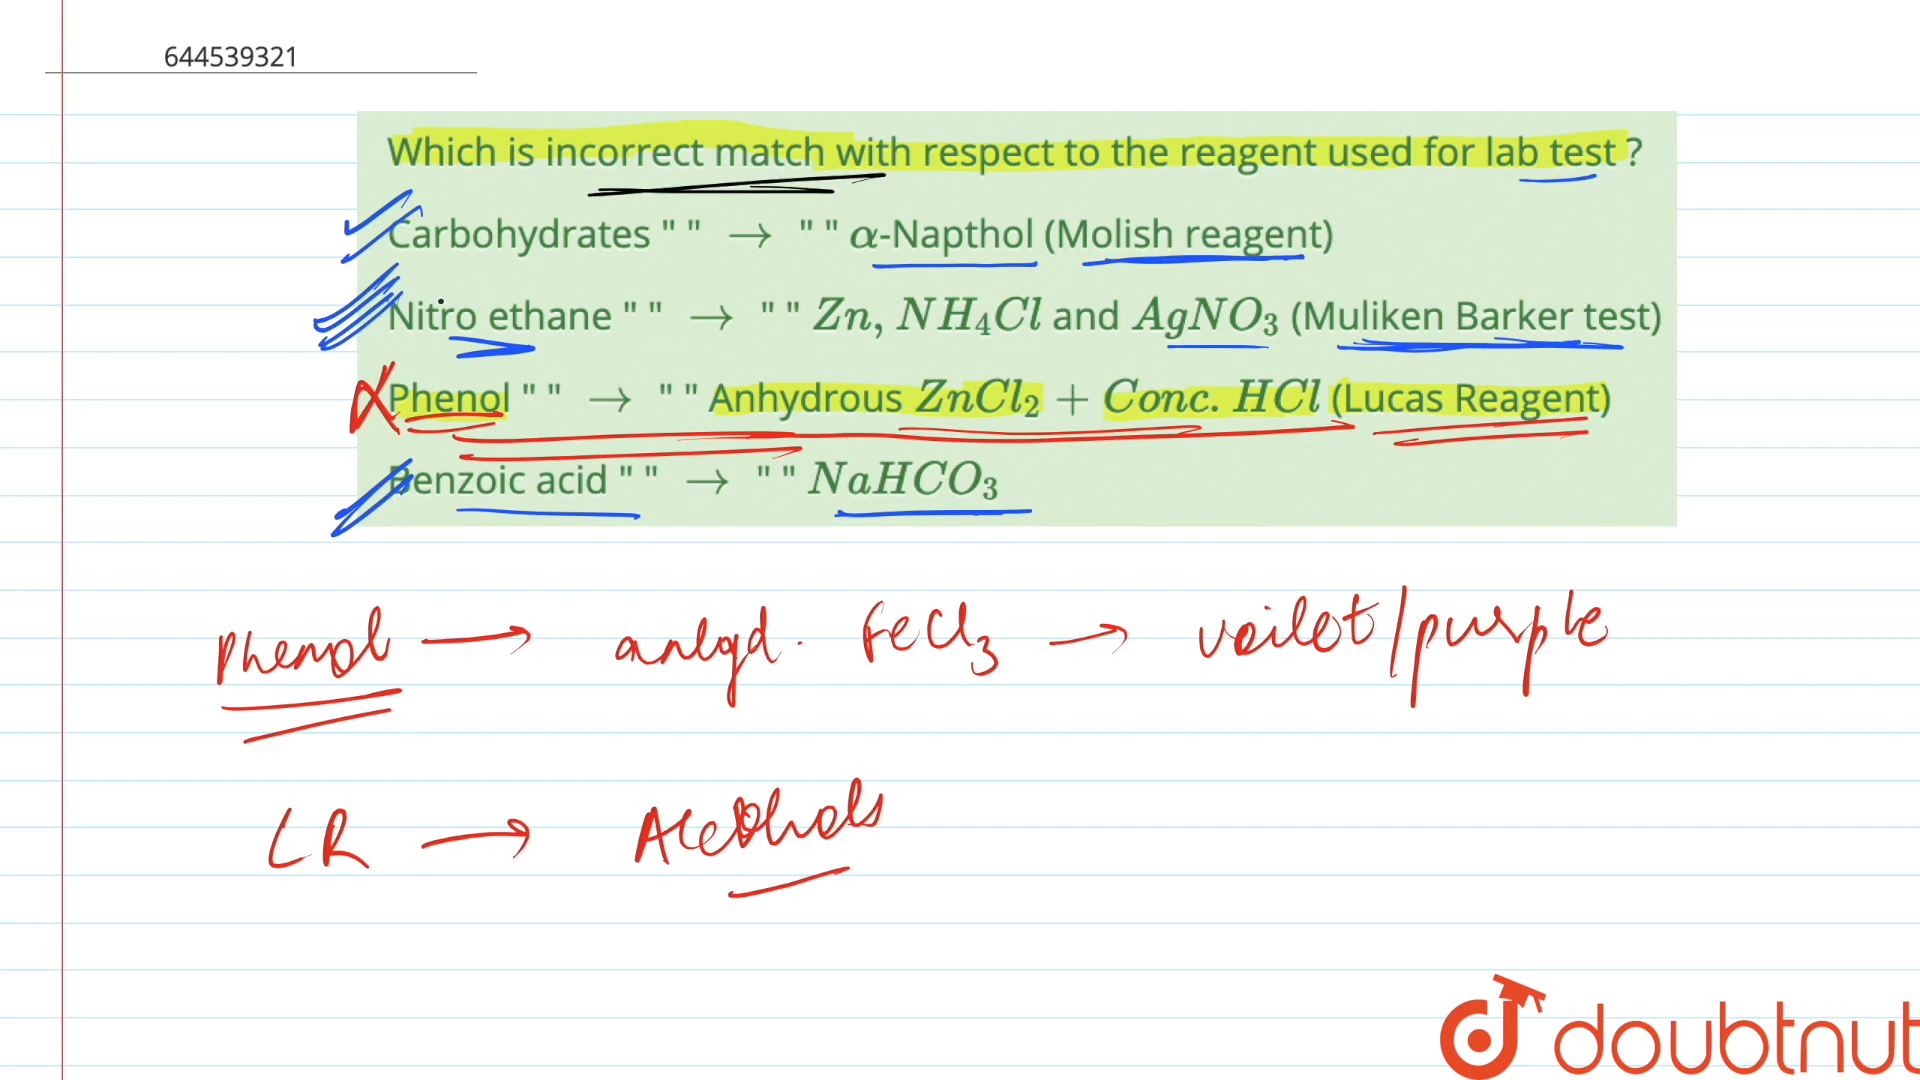 644539321
Which is incorrect match with respect to the reagent used for lab test ?
Carbohydrates " " → " " α-Napthol (Molish reagent)
Nitro ethane " " → " " Zn, NH₄Cl and AgNO₃ (Muliken Barker test)
Phenol " " → " " Anhydrous ZnCl₂ + Conc. HCl (Lucas Reagent)
Benzoic acid " " → " " NaHCO₃
Phenol → anhyd. FeCl₃ → voilet/purple
LR → Alcohols
doubtnut